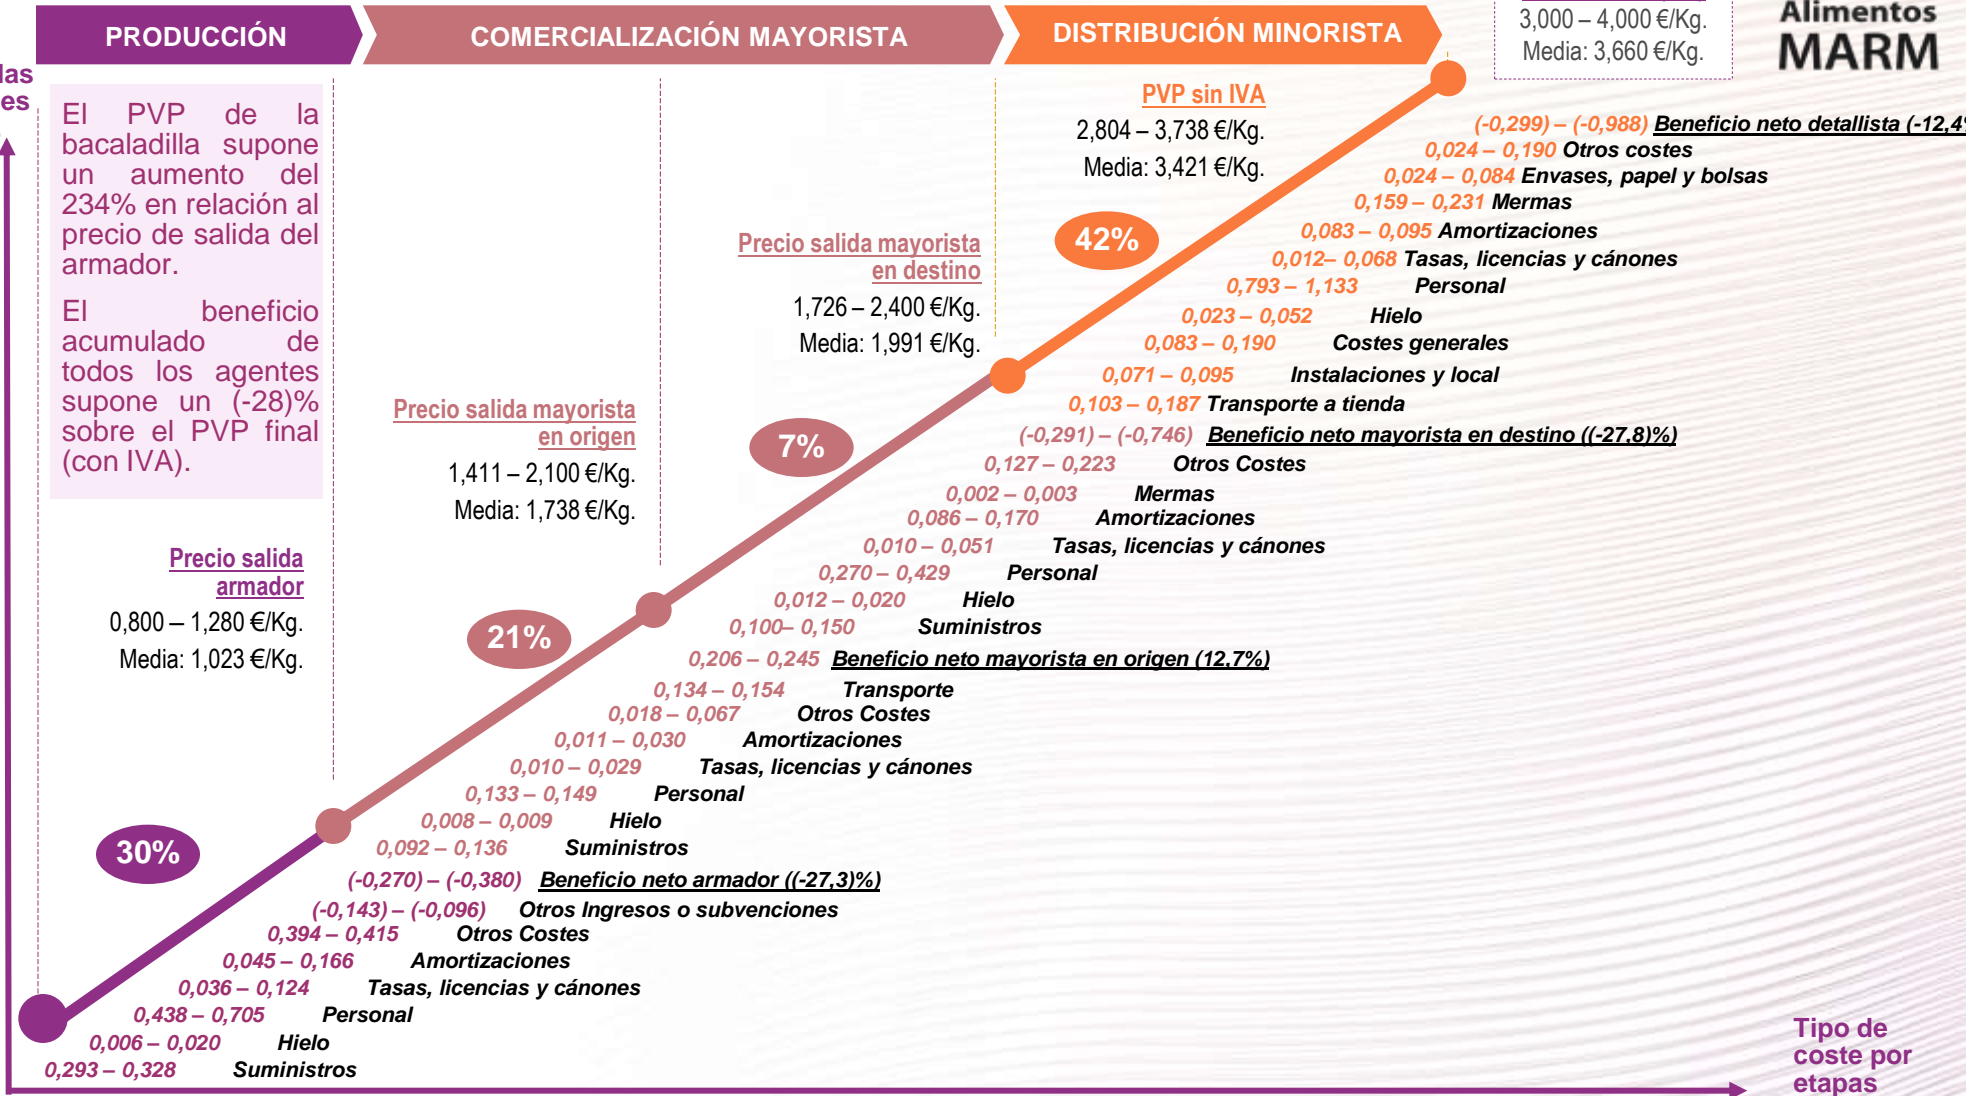 PRODUCCIÓN
COMERCIALIZACIÓN MAYORISTA
DISTRIBUCIÓN MINORISTA
3,000 – 4,000 €/Kg.
Media: 3,660 €/Kg.
Alimentos
MARM
El PVP de la
bacaladilla supone
un aumento del
234% en relación al
precio de salida del
armador.
El beneficio
acumulado de
todos los agentes
supone un (-28)%
sobre el PVP final
(con IVA).
Precio salida
armador
0,800 – 1,280 €/Kg.
Media: 1,023 €/Kg.
Precio salida mayorista
en origen
1,411 – 2,100 €/Kg.
Media: 1,738 €/Kg.
Precio salida mayorista
en destino
1,726 – 2,400 €/Kg.
Media: 1,991 €/Kg.
PVP sin IVA
2,804 – 3,738 €/Kg.
Media: 3,421 €/Kg.
42%
7%
21%
30%
(-0,299) – (-0,988) Beneficio neto detallista (-12,4%
0,024 – 0,190 Otros costes
0,024 – 0,084 Envases, papel y bolsas
0,159 – 0,231 Mermas
0,083 – 0,095 Amortizaciones
0,012– 0,068 Tasas, licencias y cánones
0,793 – 1,133 Personal
0,023 – 0,052 Hielo
0,083 – 0,190 Costes generales
0,071 – 0,095 Instalaciones y local
0,103 – 0,187 Transporte a tienda
(-0,291) – (-0,746) Beneficio neto mayorista en destino ((-27,8)%)
0,127 – 0,223 Otros Costes
0,002 – 0,003 Mermas
0,086 – 0,170 Amortizaciones
0,010 – 0,051 Tasas, licencias y cánones
0,270 – 0,429 Personal
0,012 – 0,020 Hielo
0,100– 0,150 Suministros
0,206 – 0,245 Beneficio neto mayorista en origen (12,7%)
0,134 – 0,154 Transporte
0,018 – 0,067 Otros Costes
0,011 – 0,030 Amortizaciones
0,010 – 0,029 Tasas, licencias y cánones
0,133 – 0,149 Personal
0,008 – 0,009 Hielo
0,092 – 0,136 Suministros
(-0,270) – (-0,380) Beneficio neto armador ((-27,3)%)
(-0,143) – (-0,096) Otros Ingresos o subvenciones
0,394 – 0,415 Otros Costes
0,045 – 0,166 Amortizaciones
0,036 – 0,124 Tasas, licencias y cánones
0,438 – 0,705 Personal
0,006 – 0,020 Hielo
0,293 – 0,328 Suministros
Tipo de
coste por
etapas